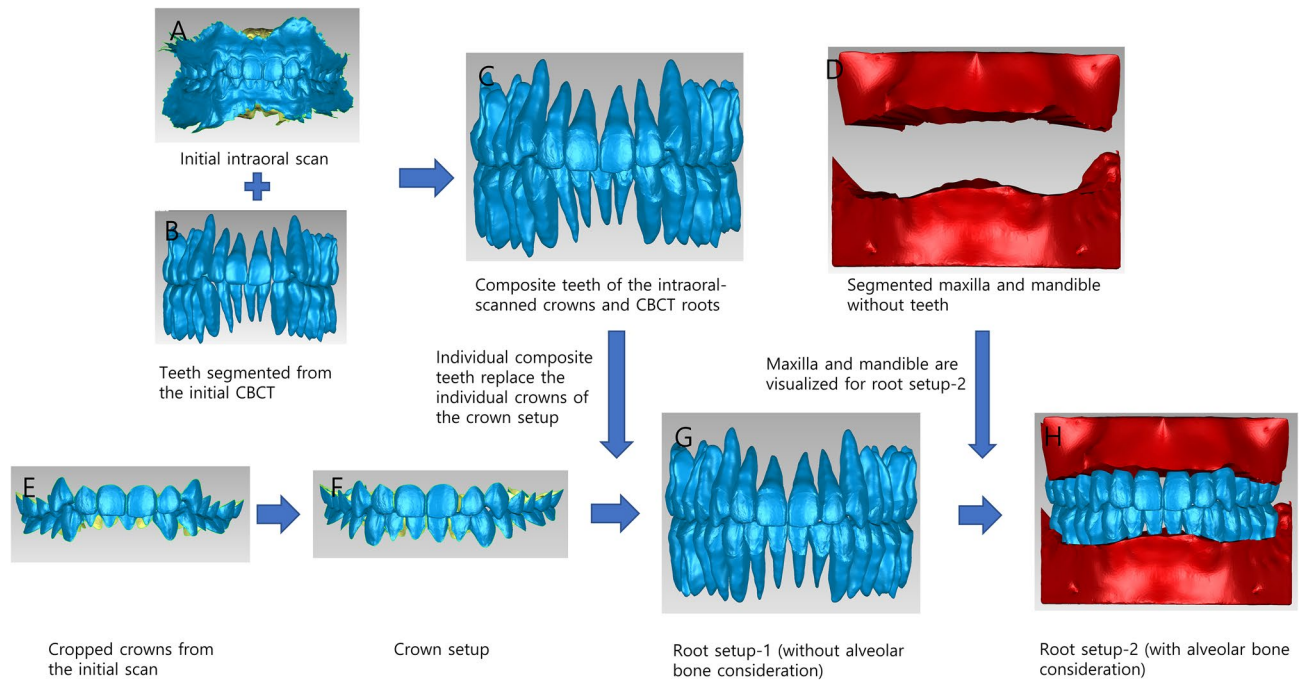 A
Initial intraoral scan
B
Teeth segmented from
the initial CBCT
C
Composite teeth of the intraoral-
scanned crowns and CBCT roots
D
Segmented maxilla and mandible
without teeth
Individual composite
teeth replace the
individual crowns of
the crown setup
Maxilla and mandible are
visualized for root setup-2
E
Cropped crowns from
the initial scan
F
Crown setup
G
Root setup-1 (without alveolar
bone consideration)
H
Root setup-2 (with alveolar bone
consideration)